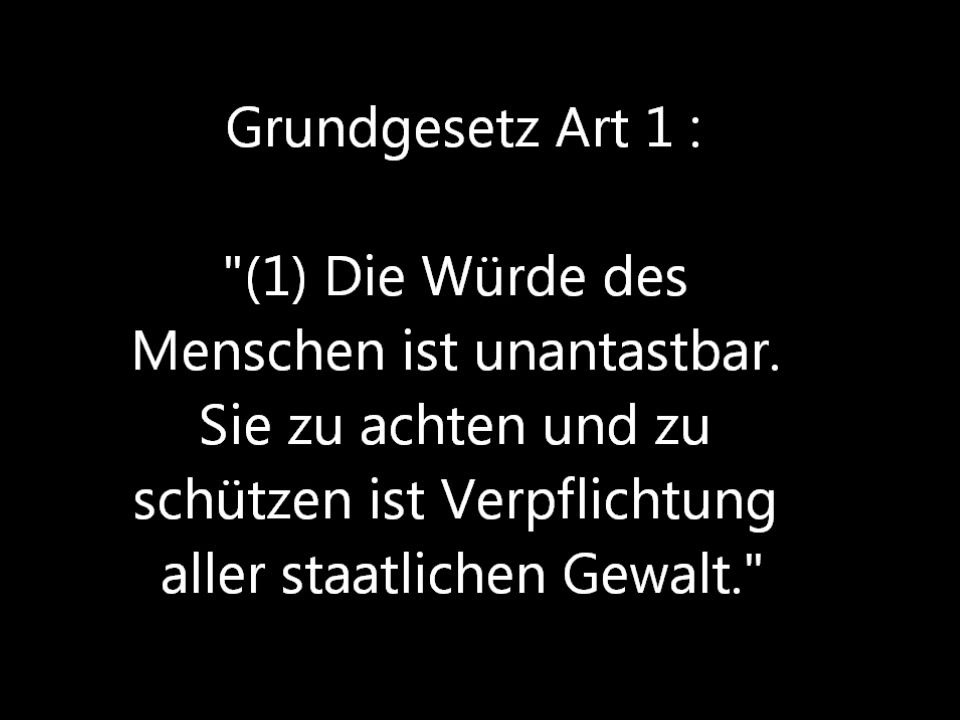 Grundgesetz Art 1 :
"(1) Die Würde des
Menschen ist unantastbar.
Sie zu achten und zu
schützen ist Verpflichtung
aller staatlichen Gewalt."